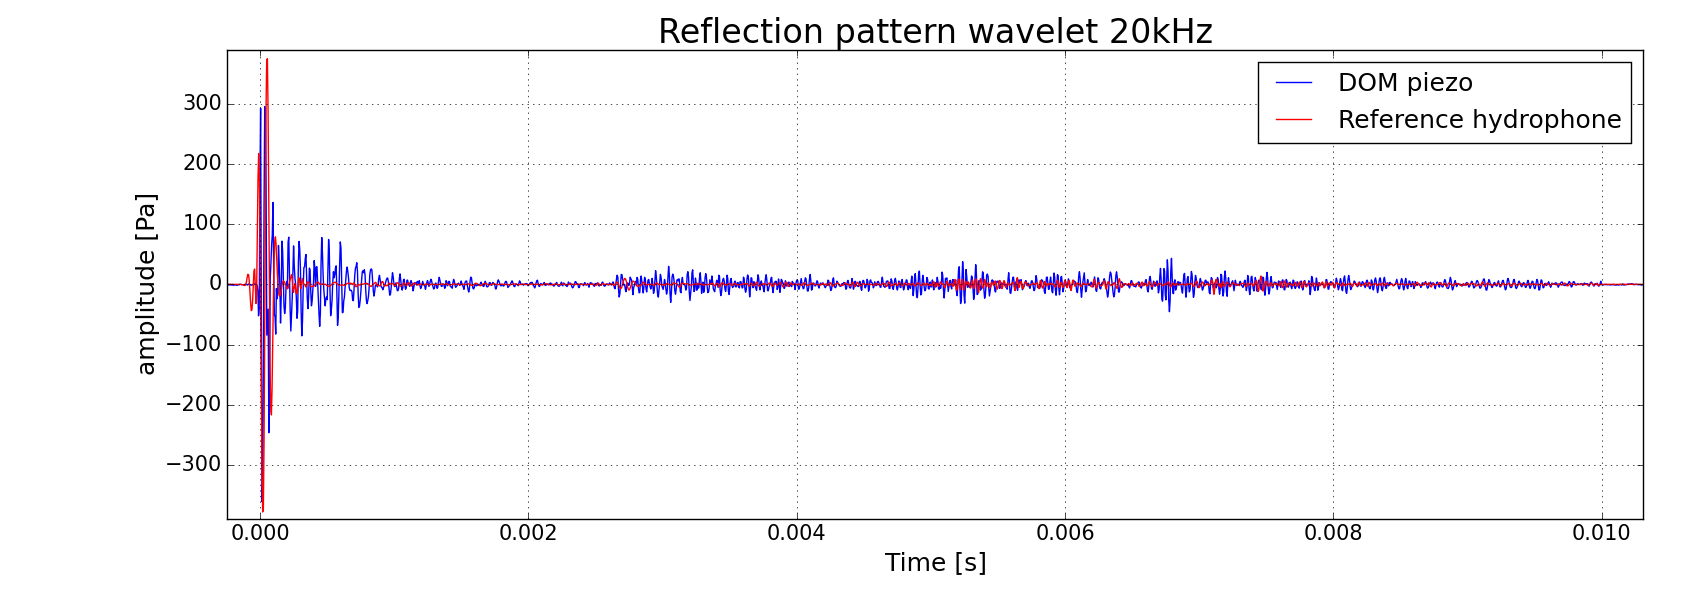 Reflection pattern wavelet 20kHz
DOM piezo
Reference hydrophone
amplitude [Pa]
300
200
100
0
−100
−200
−300
0.000 0.002 0.004 0.006 0.008 0.010
Time [s]